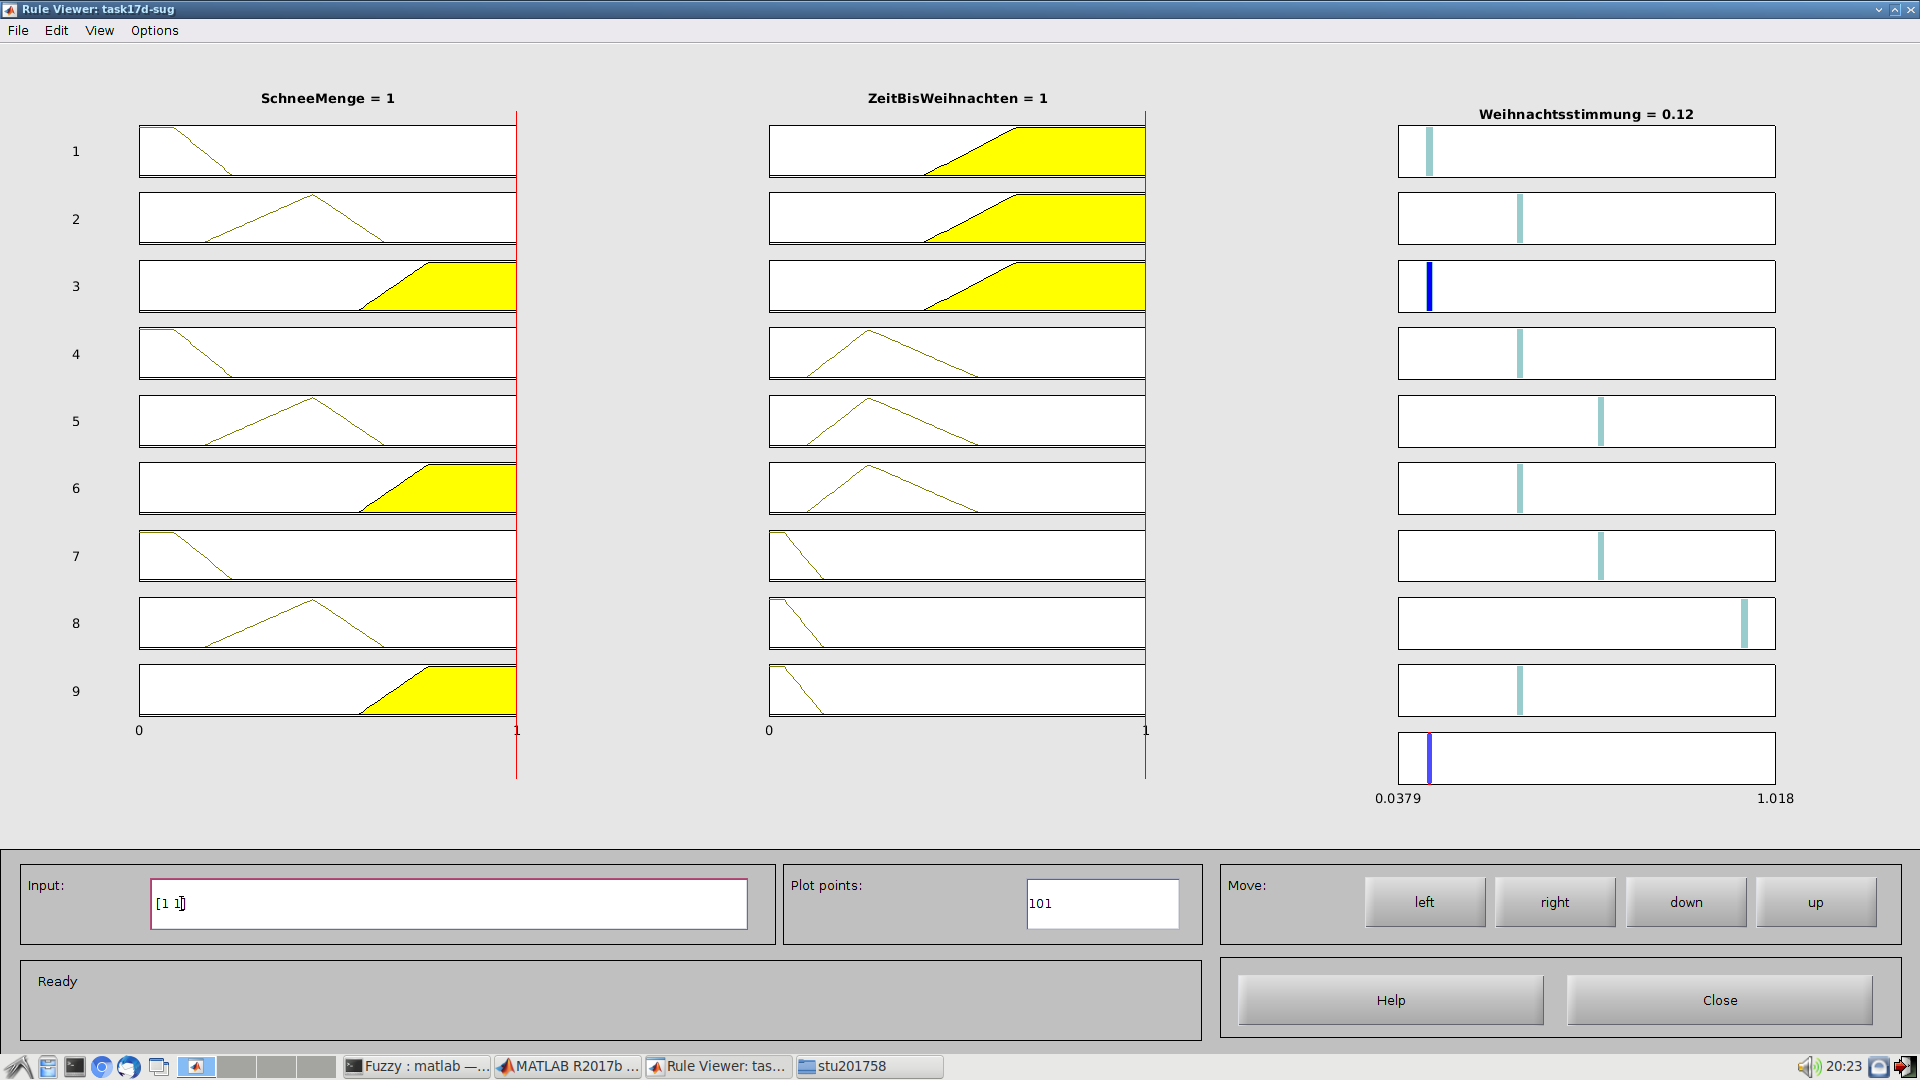 Rule Viewer: task17d-sug
File Edit View Options
SchneeMenge = 1
ZeitBisWeihnachten = 1
Weihnachtsstimmung = 0.12
1
2
3
4
5
6
7
8
9
0 1
0 1
0.0379 1.018
Input:
[1 1]
Plot points:
101
Move:
left
right
down
up
Ready
Help
Close
Fuzzy : matlab —...
MATLAB R2017b ...
Rule Viewer: tas...
stu201758
20:23